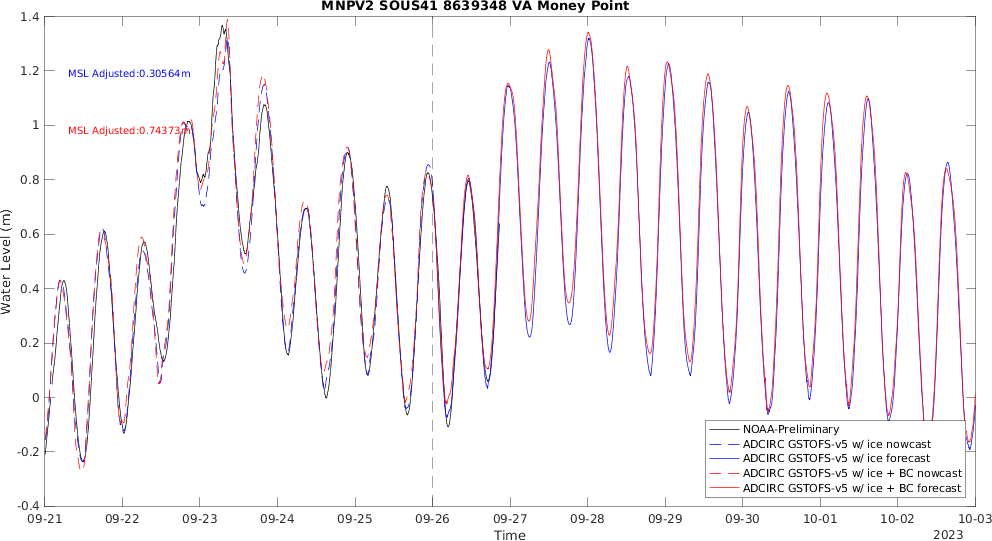 MNPV2 SOUS41 8639348 VA Money Point
1.4
1.2
1
0.8
0.6
0.4
0.2
0
-0.2
-0.4
Water Level (m)
MSL Adjusted:0.30564m
MSL Adjusted:0.74373m
NOAA-Preliminary
ADCIRC GSTOFS-v5 w/ ice nowcast
ADCIRC GSTOFS-v5 w/ ice forecast
ADCIRC GSTOFS-v5 w/ ice + BC nowcast
ADCIRC GSTOFS-v5 w/ ice + BC forecast
09-21 09-22 09-23 09-24 09-25 09-26 09-27 09-28 09-29 09-30 10-01 10-02 10-03
Time
2023